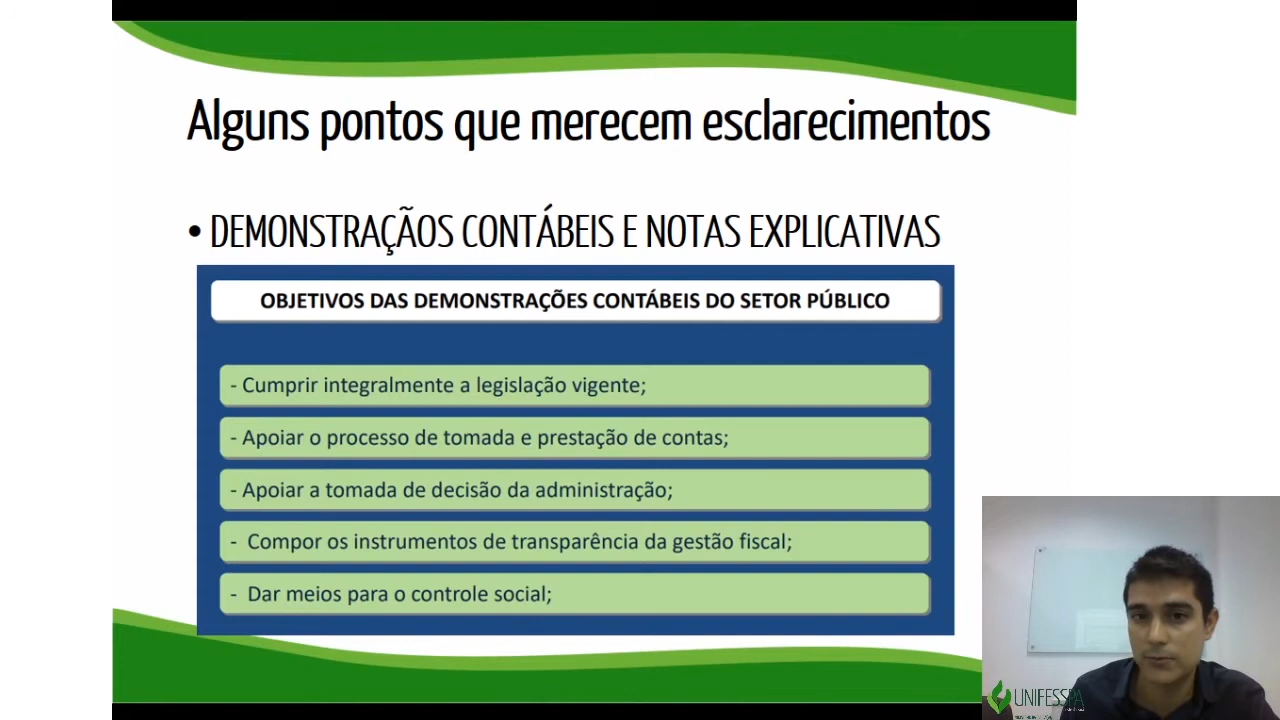 Alguns pontos que merecem esclarecimentos
• DEMONSTRAÇÃOS CONTÁBEIS E NOTAS EXPLICATIVAS
OBJETIVOS DAS DEMONSTRAÇÕES CONTÁBEIS DO SETOR PÚBLICO
- Cumprir integralmente a legislação vigente;
- Apoiar o processo de tomada e prestação de contas;
- Apoiar a tomada de decisão da administração;
- Compor os instrumentos de transparência da gestão fiscal;
- Dar meios para o controle social;
UNIFESSPA